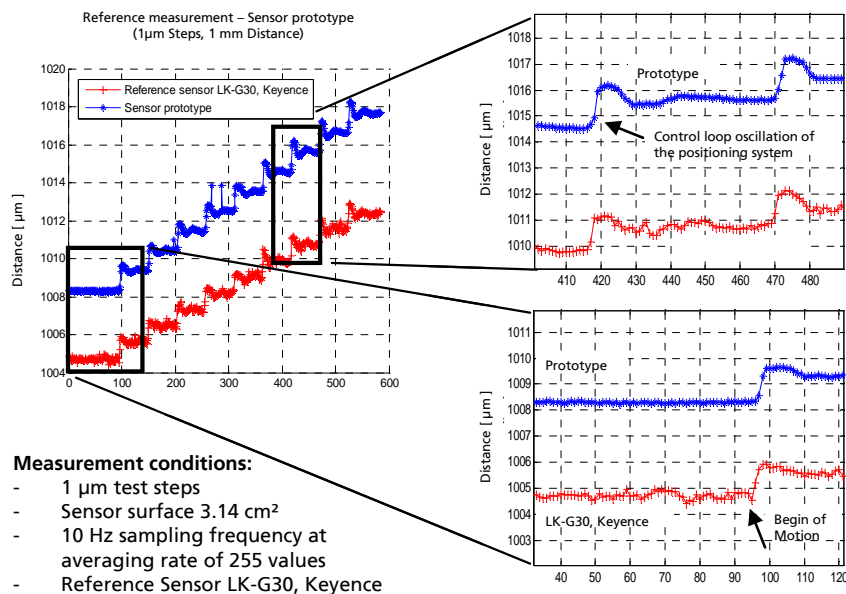 Reference measurement – Sensor prototype
(1µm Steps, 1 mm Distance)
Distance [ µm ]
1020
1018
1016
1014
1012
1010
1008
1006
1004
0 100 200 300 400 500 600
Reference sensor LK-G30, Keyence
Sensor prototype
Distance [ µm ]
1018
1017
1016
1015
1014
1013
1012
1011
1010
410 420 430 440 450 460 470 480
Prototype
Control loop oscillation of
the positioning system
Distance [ µm ]
1011
1010
1009
1008
1007
1006
1005
1004
1003
40 50 60 70 80 90 100 110 120
Prototype
LK-G30, Keyence
Begin of
Motion
Measurement conditions:
- 1 µm test steps
- Sensor surface 3.14 cm²
- 10 Hz sampling frequency at
averaging rate of 255 values
- Reference Sensor LK-G30, Keyence